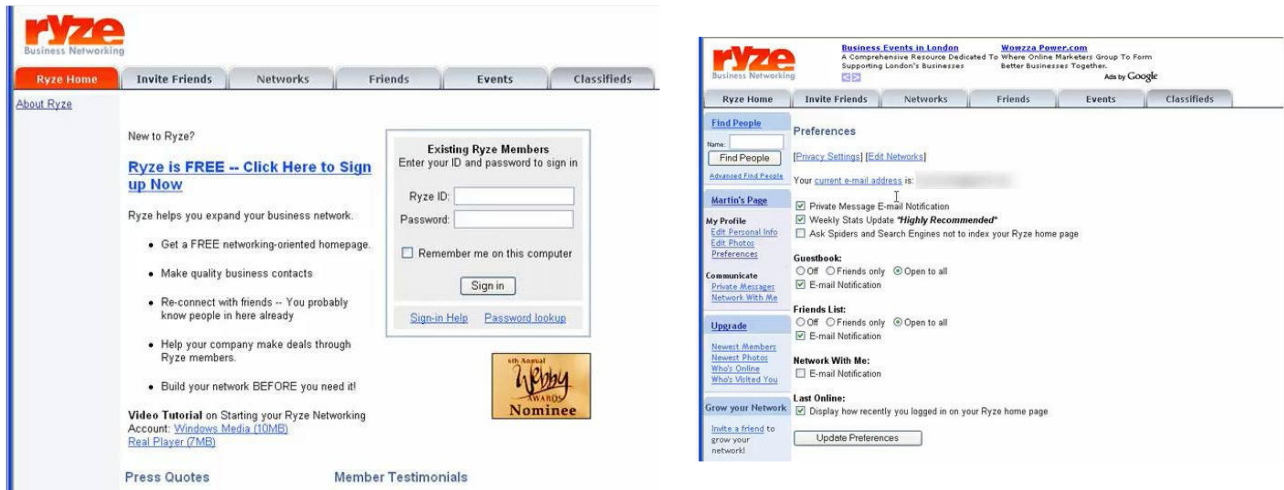 ryze
Business Networking
Ryze Home Invite Friends Networks Friends Events Classifieds
About Ryze
New to Ryze?
Ryze is FREE -- Click Here to Sign
up Now
Ryze helps you expand your business network.
• Get a FREE networking-oriented homepage.
• Make quality business contacts
• Re-connect with friends -- You probably
know people in here already
• Help your company make deals through
Ryze members.
• Build your network BEFORE you need it!
Video Tutorial on Starting your Ryze Networking
Account: Windows Media (10MB)
Real Player (7MB)
Press Quotes Member Testimonials
Existing Ryze Members
Enter your ID and password to sign in
Ryze ID:
Password:
Remember me on this computer
Sign in
Sign-in Help Password lookup
6th Annual
Webby
AWARDS
Nominee
ryze
Business Networking
Business Events in London
A Comprehensive Resource Dedicated To
Supporting London's Businesses
Wowzza Power.com
Where Online Marketers Group To Form
Better Businesses Together.
Ads by Google
Ryze Home Invite Friends Networks Friends Events Classifieds
Find People
Name:
Find People
Advanced Find People
Martin's Page
My Profile
Edit Personal Info
Edit Photos
Preferences
Communicate
Private Messages
Network With Me
Upgrade
Newest Members
Newest Photos
Who's Online
Who's Visited You
Grow your Network
Invite a friend to
grow your
network!
Preferences
[Privacy Settings] [Edit Networks]
Your current e-mail address is:
Private Message E-mail Notification
Weekly Stats Update "Highly Recommended"
Ask Spiders and Search Engines not to index your Ryze home page
Guestbook:
Off Friends only Open to all
E-mail Notification
Friends List:
Off Friends only Open to all
E-mail Notification
Network With Me:
E-mail Notification
Last Online:
Display how recently you logged in on your Ryze home page
Update Preferences